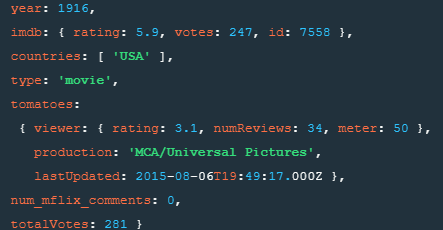 year: 1916,
imdb: { rating: 5.9, votes: 247, id: 7558 },
countries: [ 'USA' ],
type: 'movie',
tomatoes:
{ viewer: { rating: 3.1, numReviews: 34, meter: 50 },
production: 'MCA/Universal Pictures',
lastUpdated: 2015-08-06T19:49:17.000Z },
num_mflix_comments: 0,
totalVotes: 281 }